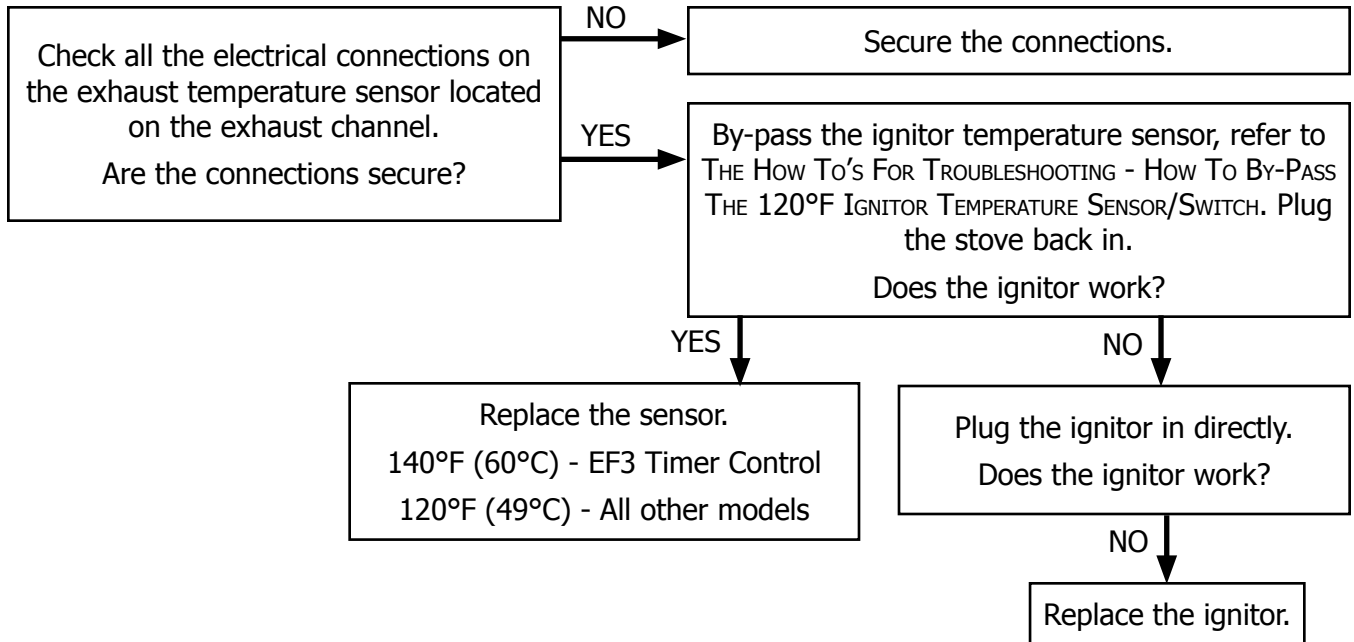 NO
Check all the electrical connections on
the exhaust temperature sensor located
on the exhaust channel.
Are the connections secure?
Secure the connections.
YES
By-pass the ignitor temperature sensor, refer to
THE HOW TO'S FOR TROUBLESHOOTING - HOW TO BY-PASS
THE 120°F IGNITOR TEMPERATURE SENSOR/SWITCH. Plug
the stove back in.
Does the ignitor work?
YES
NO
Replace the sensor.
140°F (60°C) - EF3 Timer Control
120°F (49°C) - All other models
Plug the ignitor in directly.
Does the ignitor work?
NO
Replace the ignitor.